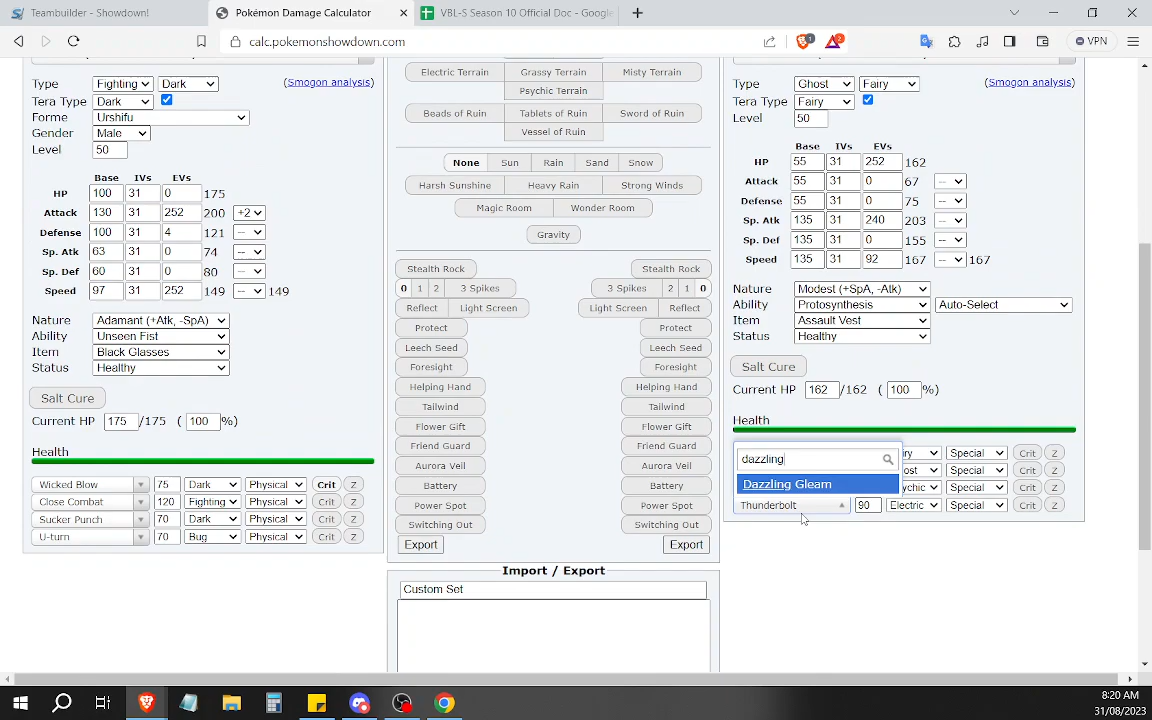 Teambuilder - Showdown!
Pokémon Damage Calculator
VBL-S Season 10 Official Doc - Google
calc.pokemonshowdown.com
1
2
VPN
Type Fighting Dark (Smogon analysis)
Tera Type Dark
Forme Urshifu
Gender Male
Level 50
Base IVs EVs
HP 100 31 0 175
Attack 130 31 252 200 +2
Defense 100 31 4 121 --
Sp. Atk 63 31 0 74 --
Sp. Def 60 31 0 80 --
Speed 97 31 252 149 -- 149
Nature Adamant (+Atk, -SpA)
Ability Unseen Fist
Item Black Glasses
Status Healthy
Salt Cure
Current HP 175 /175 ( 100 %)
Health
Wicked Blow 75 Dark Physical Crit Z
Close Combat 120 Fighting Physical Crit Z
Sucker Punch 70 Dark Physical Crit Z
U-turn 70 Bug Physical Crit Z
Electric Terrain Grassy Terrain Misty Terrain
Psychic Terrain
Beads of Ruin Tablets of Ruin Sword of Ruin
Vessel of Ruin
None Sun Rain Sand Snow
Harsh Sunshine Heavy Rain Strong Winds
Magic Room Wonder Room
Gravity
Stealth Rock Stealth Rock
0 1 2 3 Spikes 3 Spikes 2 1 0
Reflect Light Screen Light Screen Reflect
Protect Protect
Leech Seed Leech Seed
Foresight Foresight
Helping Hand Helping Hand
Tailwind Tailwind
Flower Gift Flower Gift
Friend Guard Friend Guard
Aurora Veil Aurora Veil
Battery Battery
Power Spot Power Spot
Switching Out Switching Out
Export Export
Import / Export
Custom Set
Type Ghost Fairy (Smogon analysis)
Tera Type Fairy
Level 50
Base IVs EVs
HP 55 31 252 162
Attack 55 31 0 67 --
Defense 55 31 0 75 --
Sp. Atk 135 31 240 203 --
Sp. Def 135 31 0 155 --
Speed 135 31 92 167 -- 167
Nature Modest (+SpA, -Atk)
Ability Protosynthesis Auto-Select
Item Assault Vest
Status Healthy
Salt Cure
Current HP 162 /162 ( 100 %)
Health
dazzling
Dazzling Gleam
iry Special Crit Z
ost Special Crit Z
ychic Special Crit Z
Thunderbolt 90 Electric Special Crit Z
8:20 AM
31/08/2023